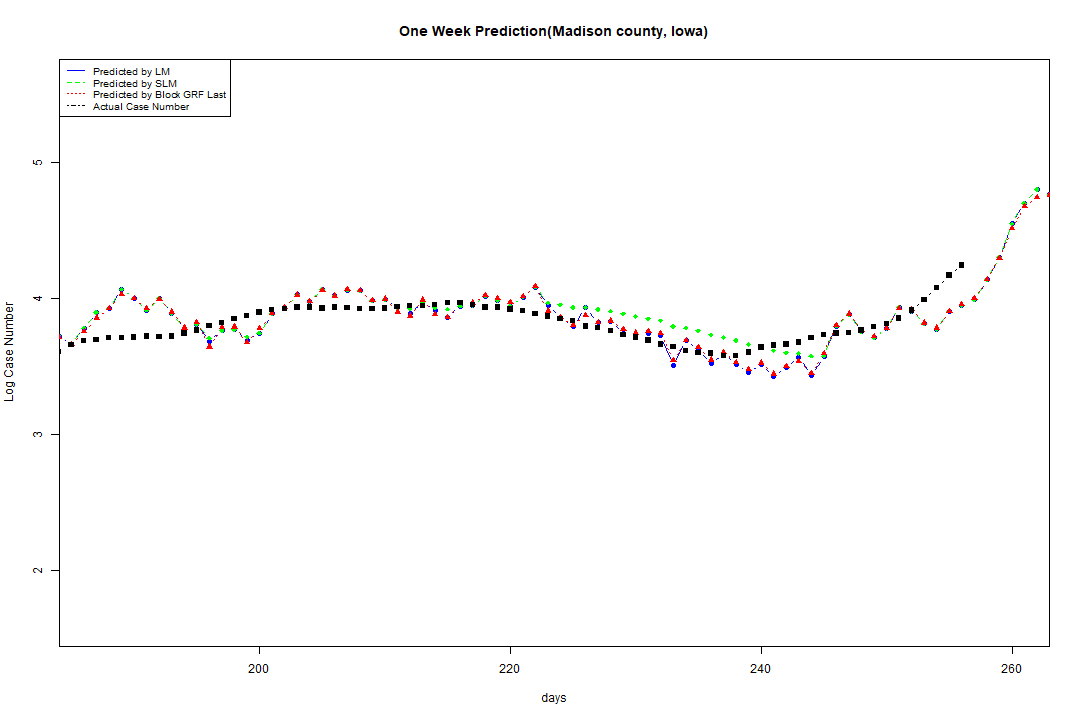 One Week Prediction(Madison county, Iowa)
Predicted by LM
Predicted by SLM
Predicted by Block GRF Last
Actual Case Number
5
4
3
2
Log Case Number
200
220
240
260
days